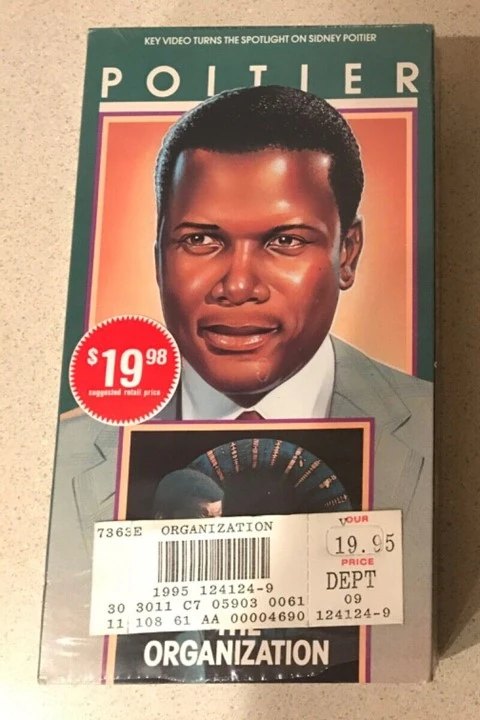 KEY VIDEO TURNS THE SPOTLIGHT ON SIDNEY POITIER
POITIER
$19.98
suggested retail price
7363E ORGANIZATION
1995 124124-9
30 3011 C7 05903 0061
11 108 61 AA 00004690
YOUR
19.95
PRICE
DEPT
09
124124-9
THE
ORGANIZATION